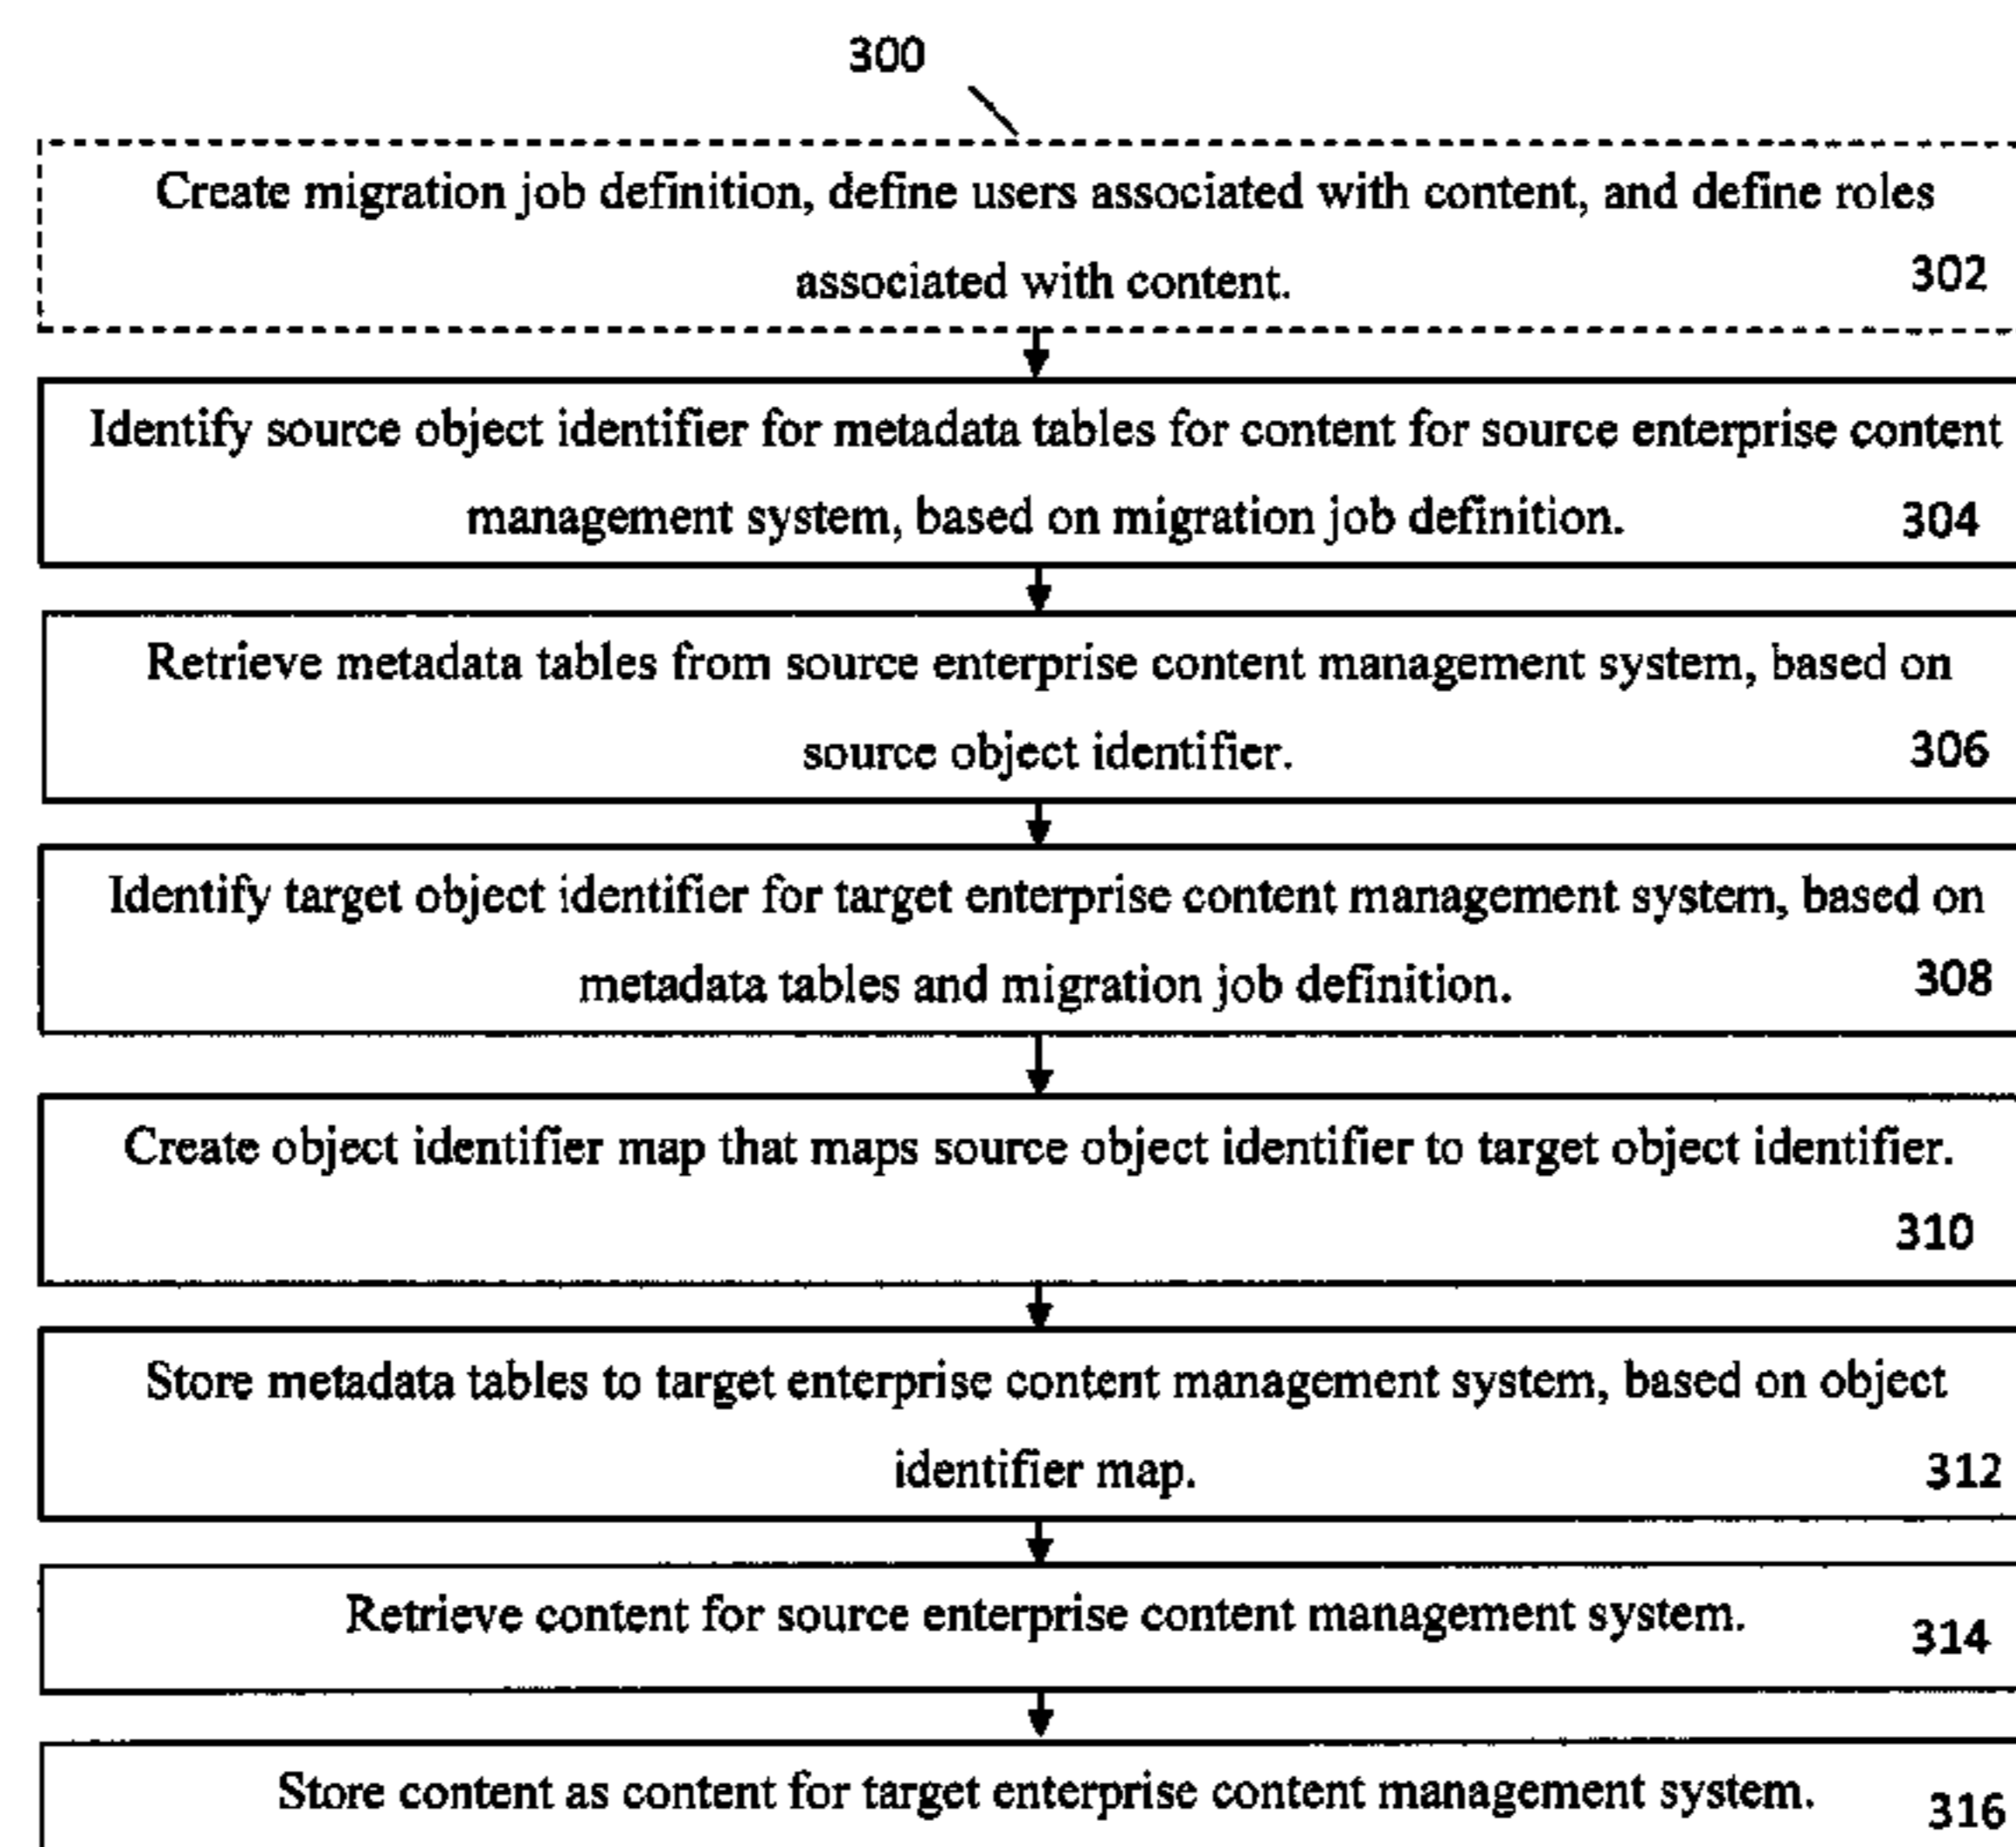 300
Create migration job definition, define users associated with content, and define roles
associated with content.
302
Identify source object identifier for metadata tables for content for source enterprise content
management system, based on migration job definition.
304
Retrieve metadata tables from source enterprise content management system, based on
source object identifier.
306
Identify target object identifier for target enterprise content management system, based on
metadata tables and migration job definition.
308
Create object identifier map that maps source object identifier to target object identifier.
310
Store metadata tables to target enterprise content management system, based on object
identifier map.
312
Retrieve content for source enterprise content management system.
314
Store content as content for target enterprise content management system.
316